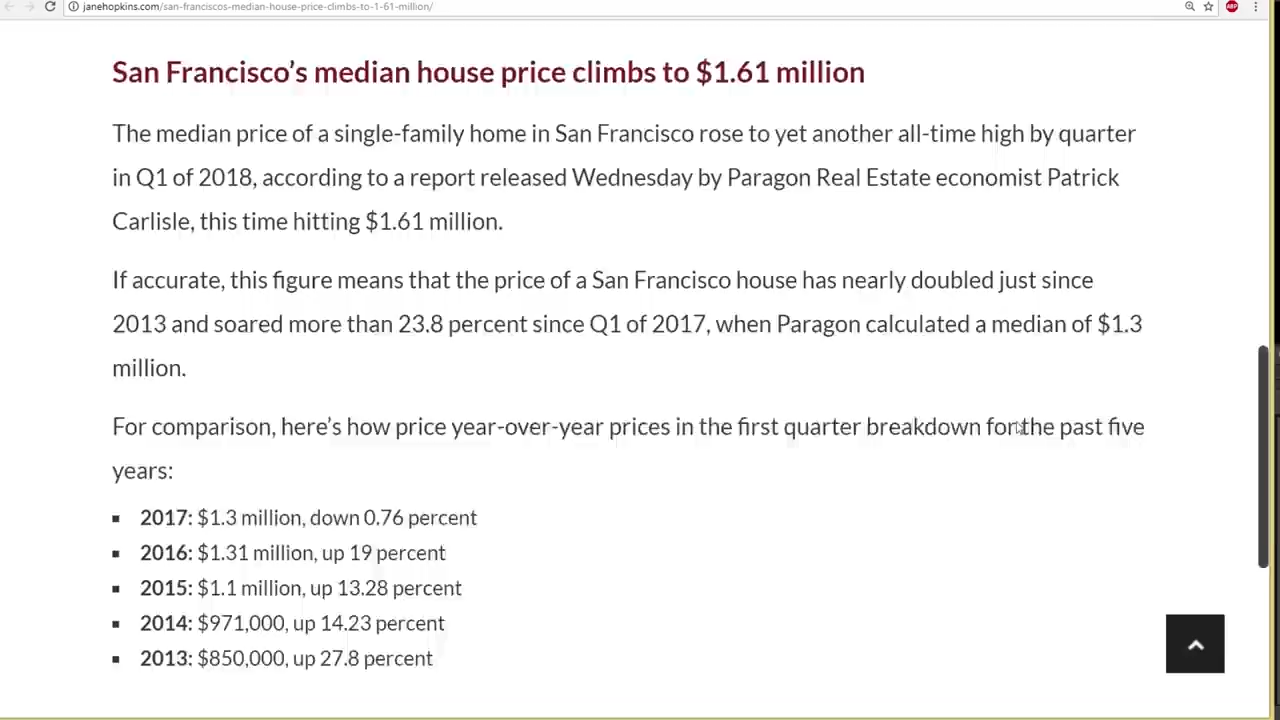 janehopkins.com/san-franciscos-median-house-price-climbs-to-1-61-million/
ABP
San Francisco’s median house price climbs to $1.61 million
The median price of a single-family home in San Francisco rose to yet another all-time high by quarter
in Q1 of 2018, according to a report released Wednesday by Paragon Real Estate economist Patrick
Carlisle, this time hitting $1.61 million.
If accurate, this figure means that the price of a San Francisco house has nearly doubled just since
2013 and soared more than 23.8 percent since Q1 of 2017, when Paragon calculated a median of $1.3
million.
For comparison, here’s how price year-over-year prices in the first quarter breakdown for the past five
years:
2017: $1.3 million, down 0.76 percent
2016: $1.31 million, up 19 percent
2015: $1.1 million, up 13.28 percent
2014: $971,000, up 14.23 percent
2013: $850,000, up 27.8 percent